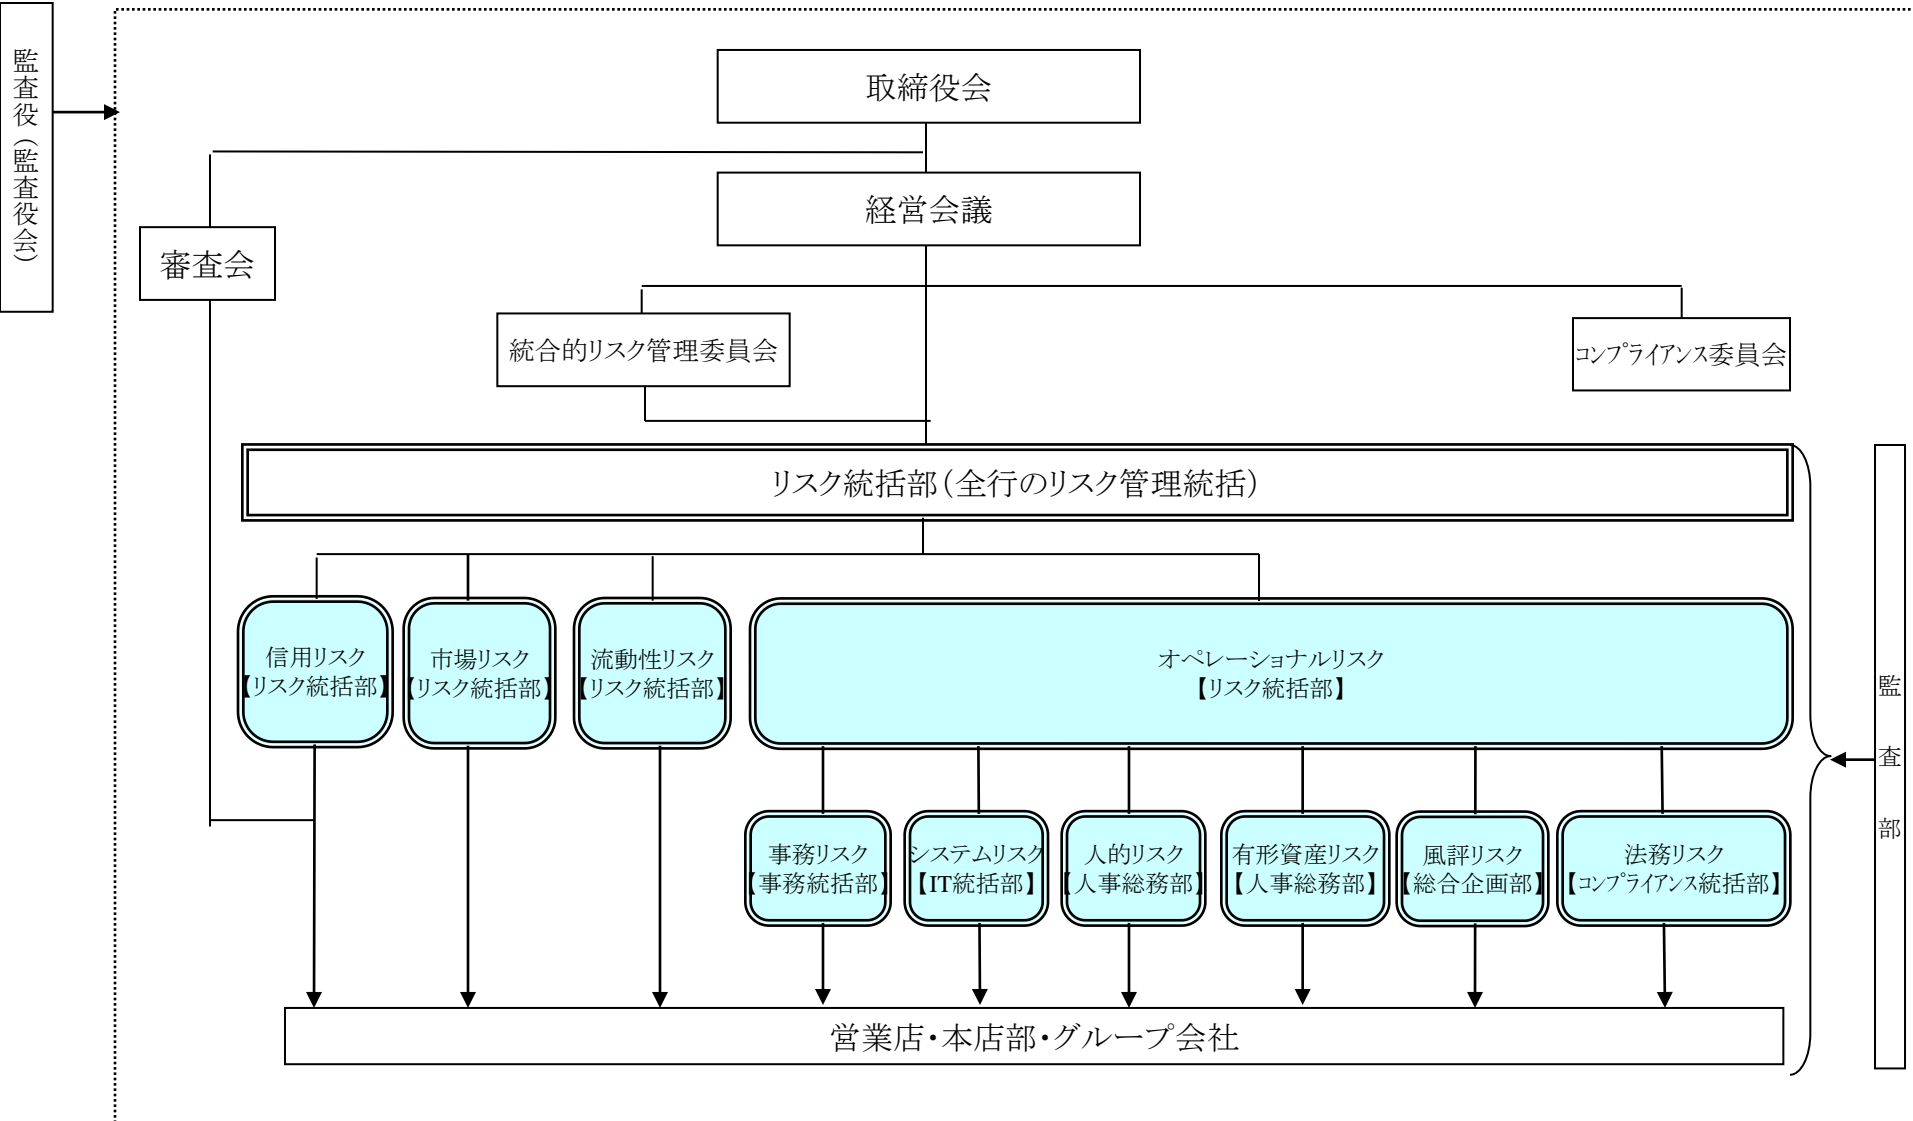 監査役（監査役会）
取締役会
経営会議
審査会
統合的リスク管理委員会
コンプライアンス委員会
リスク統括部（全行のリスク管理統括）
信用リスク
【リスク統括部】
市場リスク
【リスク統括部】
流動性リスク
【リスク統括部】
オペレーショナルリスク
【リスク統括部】
事務リスク
【事務統括部】
システムリスク
【IT統括部】
人的リスク
【人事総務部】
有形資産リスク
【人事総務部】
風評リスク
【総合企画部】
法務リスク
【コンプライアンス統括部】
営業店・本店部・グループ会社
監査部